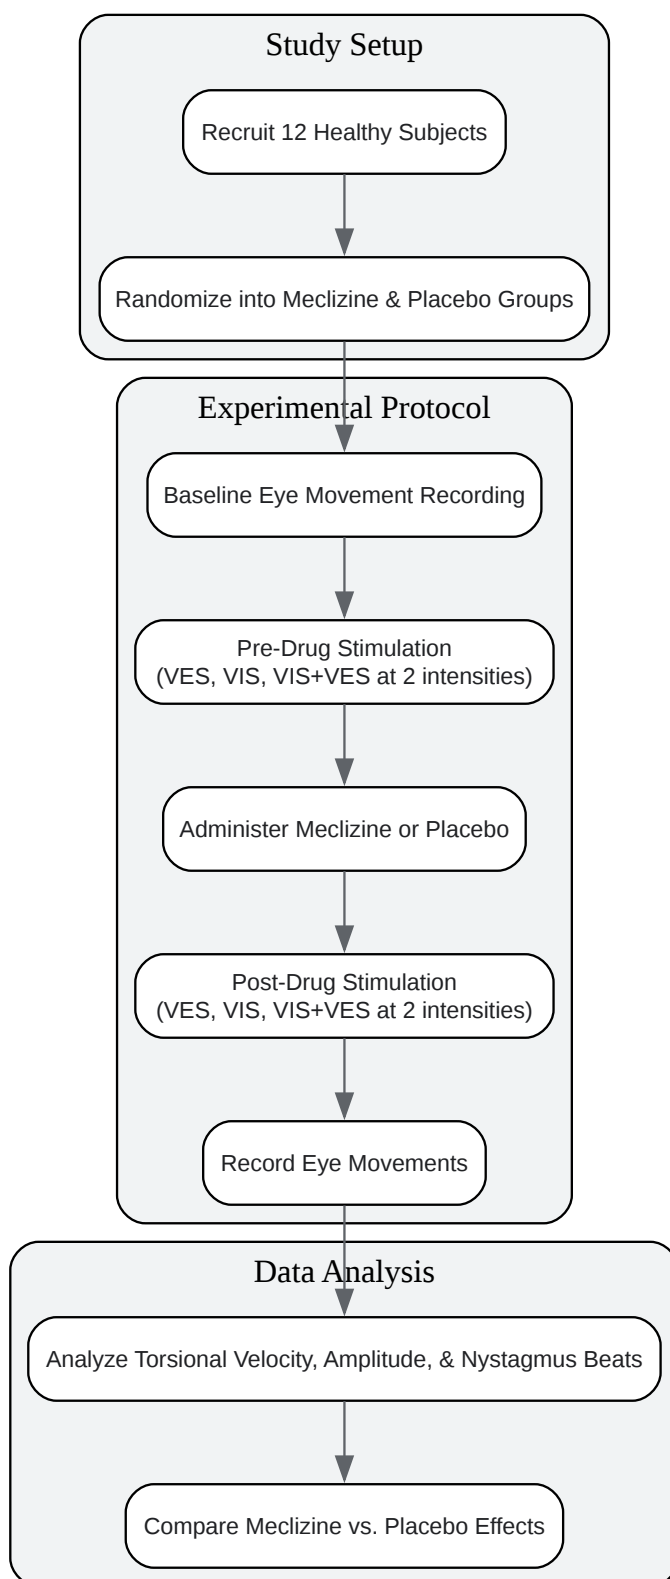 Study Setup
Recruit 12 Healthy Subjects
Randomize into Meclizine & Placebo Groups
Experimental Protocol
Baseline Eye Movement Recording
Pre-Drug Stimulation
(VES, VIS, VIS+VES at 2 intensities)
Administer Meclizine or Placebo
Post-Drug Stimulation
(VES, VIS, VIS+VES at 2 intensities)
Record Eye Movements
Data Analysis
Analyze Torsional Velocity, Amplitude, & Nystagmus Beats
Compare Meclizine vs. Placebo Effects